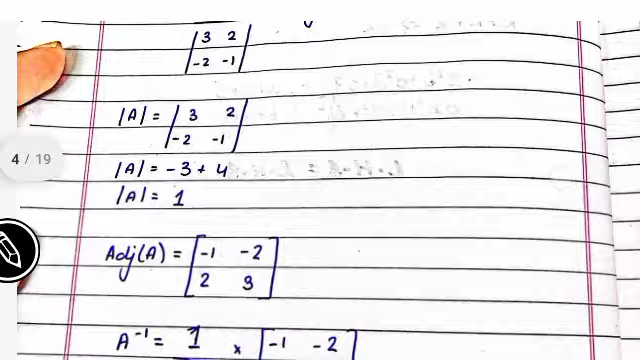 | 3 2 |
| -2 -1 |
|A| = | 3 2 |
| -2 -1 |
|A| = -3 + 4
|A| = 1
4 / 19
Adj(A) = [ -1 -2 ]
[ 2 3 ]
A⁻¹ = 1 × [ -1 -2 ]